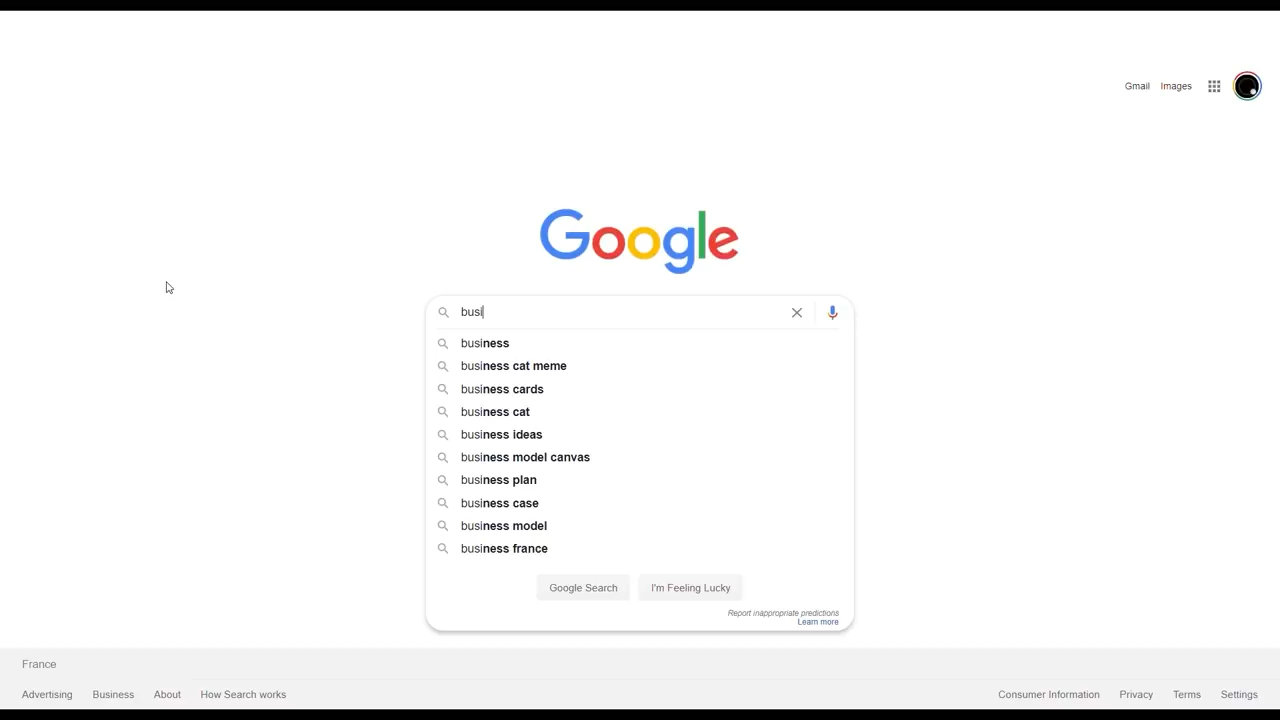 Gmail Images
Google
busi
business
business cat meme
business cards
business cat
business ideas
business model canvas
business plan
business case
business model
business france
Google Search I'm Feeling Lucky
Report inappropriate predictions
Learn more
France
Advertising Business About How Search works Consumer Information Privacy Terms Settings